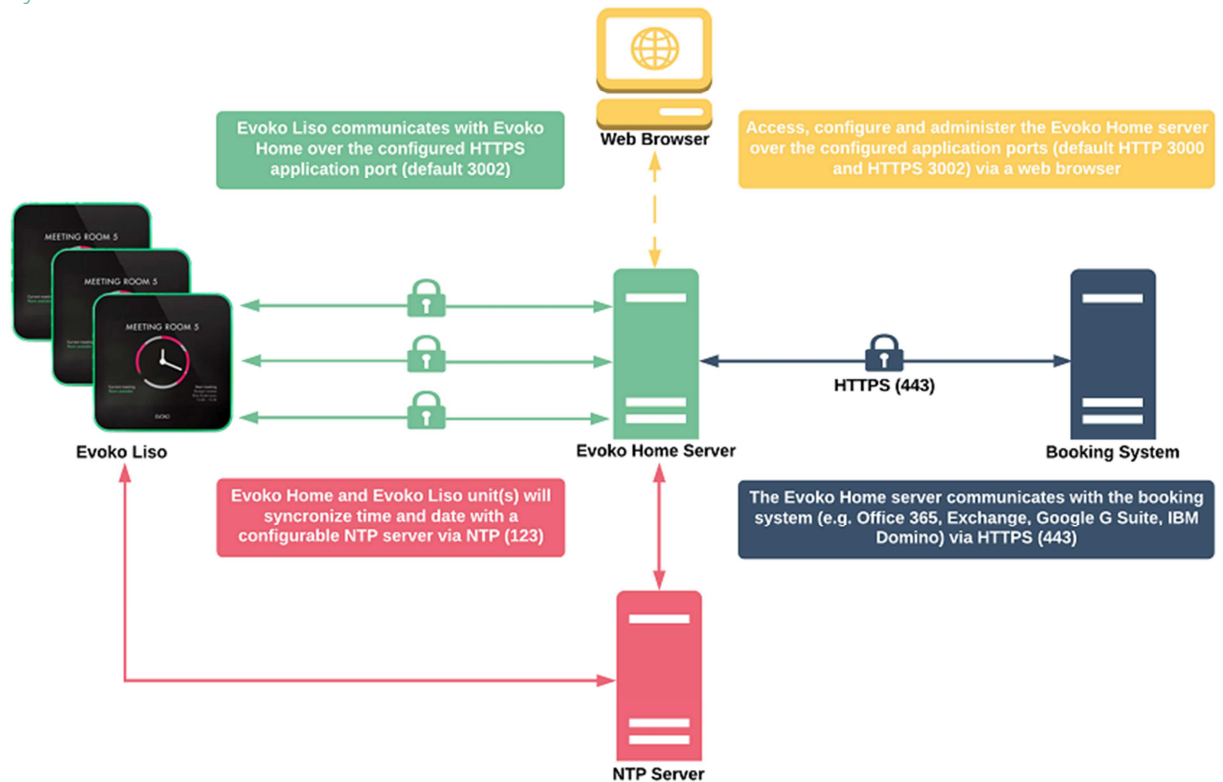 Web Browser
Evoko Liso communicates with Evoko
Home over the configured HTTPS
application port (default 3002)
Access, configure and administer the Evoko Home server
over the configured application ports (default HTTP 3000
and HTTPS 3002) via a web browser
MEETING ROOM 5
MEETING ROOM 5
MEETING ROOM 5
EVOKO
HTTPS (443)
Evoko Liso
Evoko Home Server
Booking System
Evoko Home and Evoko Liso unit(s) will
syncronize time and date with a
configurable NTP server via NTP (123)
The Evoko Home server communicates with the booking
system (e.g. Office 365, Exchange, Google G Suite, IBM
Domino) via HTTPS (443)
NTP Server